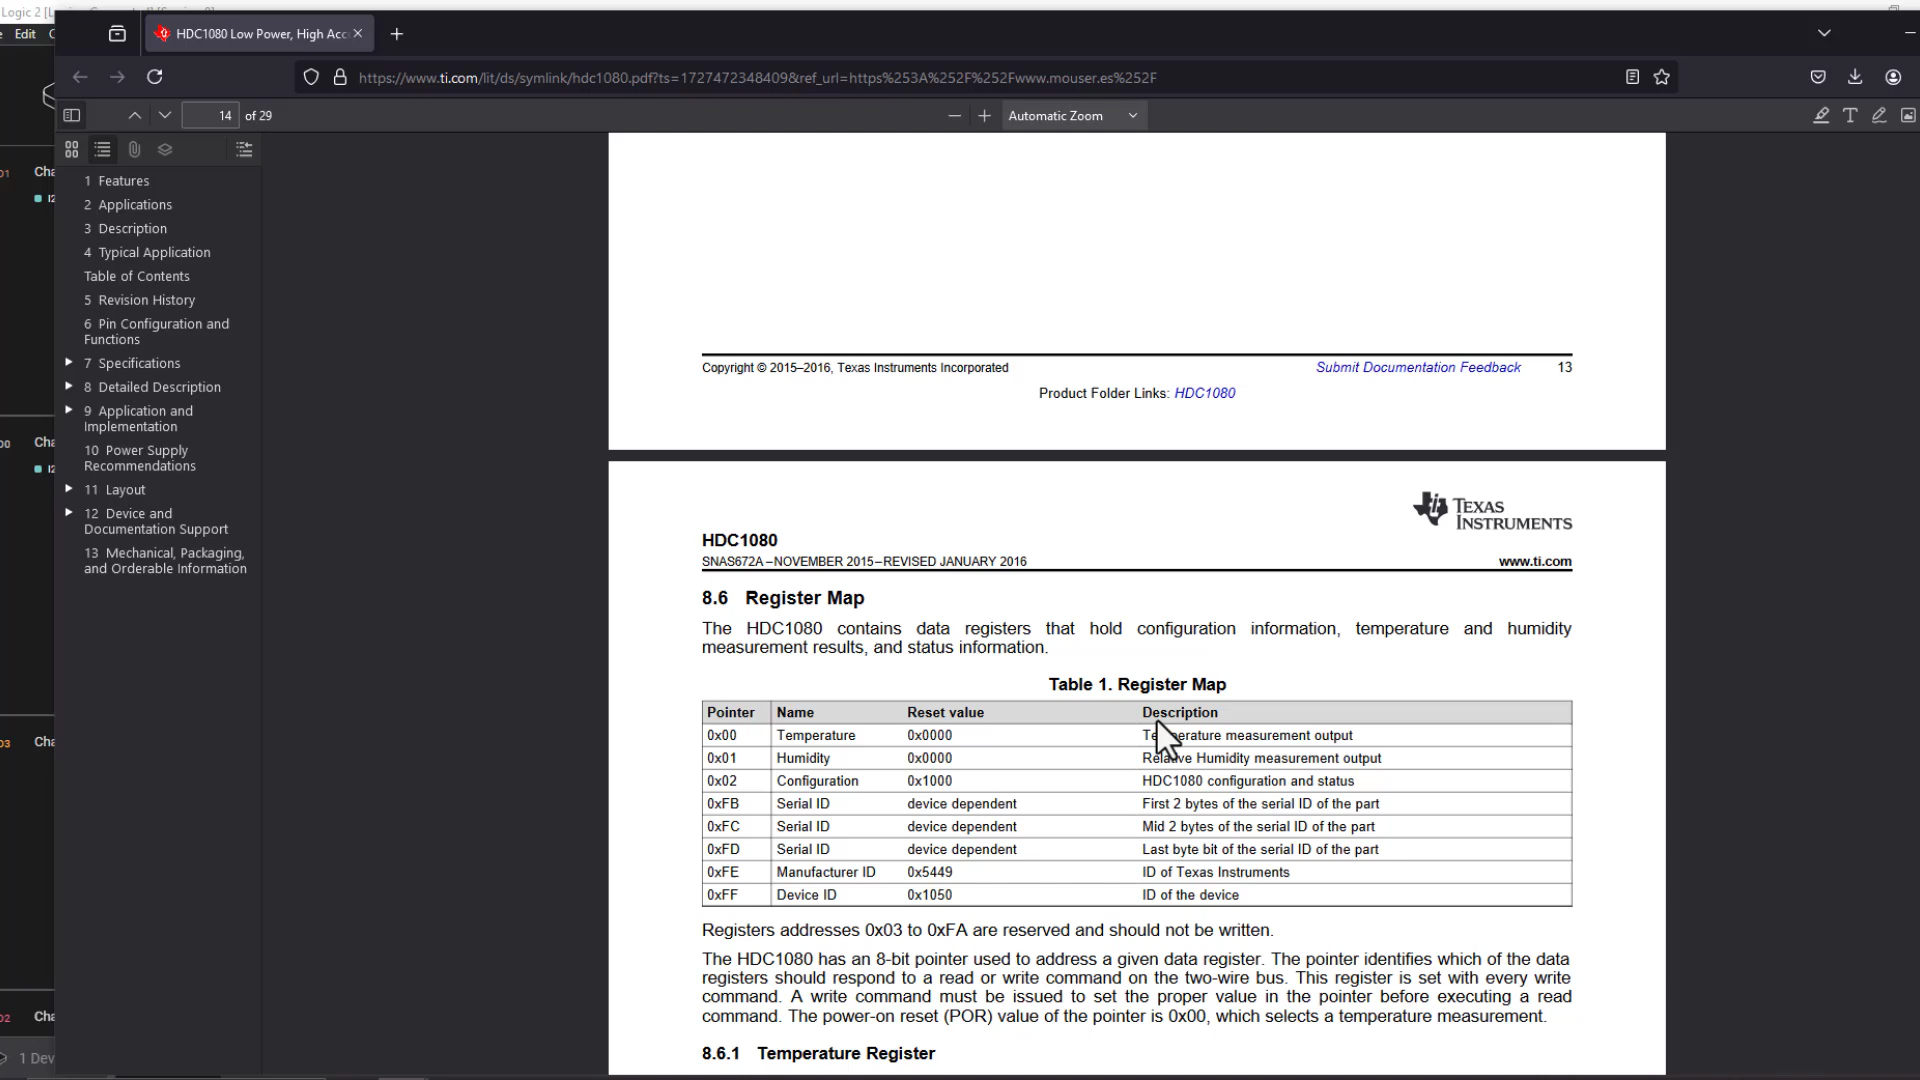 Logic 2
Edit
HDC1080 Low Power, High Acc
https://www.ti.com/lit/ds/symlink/hdc1080.pdf?ts=1727472348409&ref_url=https%253A%252F%252Fwww.mouser.es%252F
14 of 29
Automatic Zoom
1 Features
2 Applications
3 Description
4 Typical Application
Table of Contents
5 Revision History
6 Pin Configuration and
Functions
7 Specifications
8 Detailed Description
9 Application and
Implementation
10 Power Supply
Recommendations
11 Layout
12 Device and
Documentation Support
13 Mechanical, Packaging,
and Orderable Information
Cha
Cha
Cha
Cha
1 Dev
Copyright © 2015–2016, Texas Instruments Incorporated
Submit Documentation Feedback
13
Product Folder Links: HDC1080
TEXAS
INSTRUMENTS
HDC1080
SNAS672A –NOVEMBER 2015–REVISED JANUARY 2016
www.ti.com
8.6 Register Map
The HDC1080 contains data registers that hold configuration information, temperature and humidity
measurement results, and status information.
Table 1. Register Map
Pointer Name Reset value Description
0x00 Temperature 0x0000 Temperature measurement output
0x01 Humidity 0x0000 Relative Humidity measurement output
0x02 Configuration 0x1000 HDC1080 configuration and status
0xFB Serial ID device dependent First 2 bytes of the serial ID of the part
0xFC Serial ID device dependent Mid 2 bytes of the serial ID of the part
0xFD Serial ID device dependent Last byte bit of the serial ID of the part
0xFE Manufacturer ID 0x5449 ID of Texas Instruments
0xFF Device ID 0x1050 ID of the device
Registers addresses 0x03 to 0xFA are reserved and should not be written.
The HDC1080 has an 8-bit pointer used to address a given data register. The pointer identifies which of the data
registers should respond to a read or write command on the two-wire bus. This register is set with every write
command. A write command must be issued to set the proper value in the pointer before executing a read
command. The power-on reset (POR) value of the pointer is 0x00, which selects a temperature measurement.
8.6.1 Temperature Register